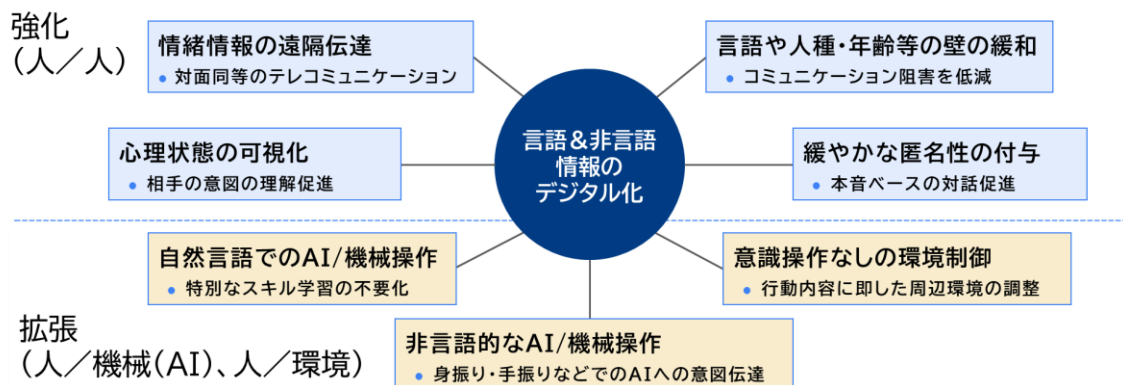 強化
(人／人)
情緒情報の遠隔伝達
• 対面同等のテレコミュニケーション
言語や人種・年齢等の壁の緩和
• コミュニケーション阻害を低減
心理状態の可視化
• 相手の意図の理解促進
言語＆非言語
情報の
デジタル化
緩やかな匿名性の付与
• 本音ベースの対話促進
自然言語でのAI/機械操作
• 特別なスキル学習の不要化
意識操作なしの環境制御
• 行動内容に即した周辺環境の調整
拡張
(人／機械(AI)、人／環境)
非言語的なAI/機械操作
• 身振り・手振りなどでのAIへの意図伝達